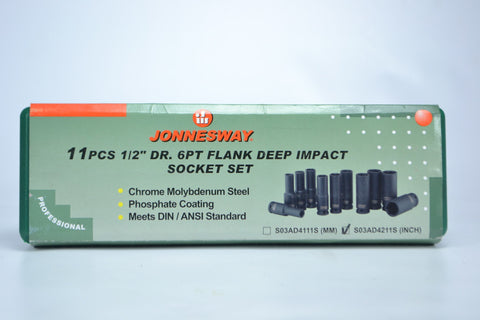 JONNESWAY
11PCS 1/2" DR. 6PT FLANK DEEP IMPACT
SOCKET SET
Chrome Molybdenum Steel
Phosphate Coating
Meets DIN / ANSI Standard
PROFESSIONAL
S03AD4111S (MM) S03AD4211S (INCH)